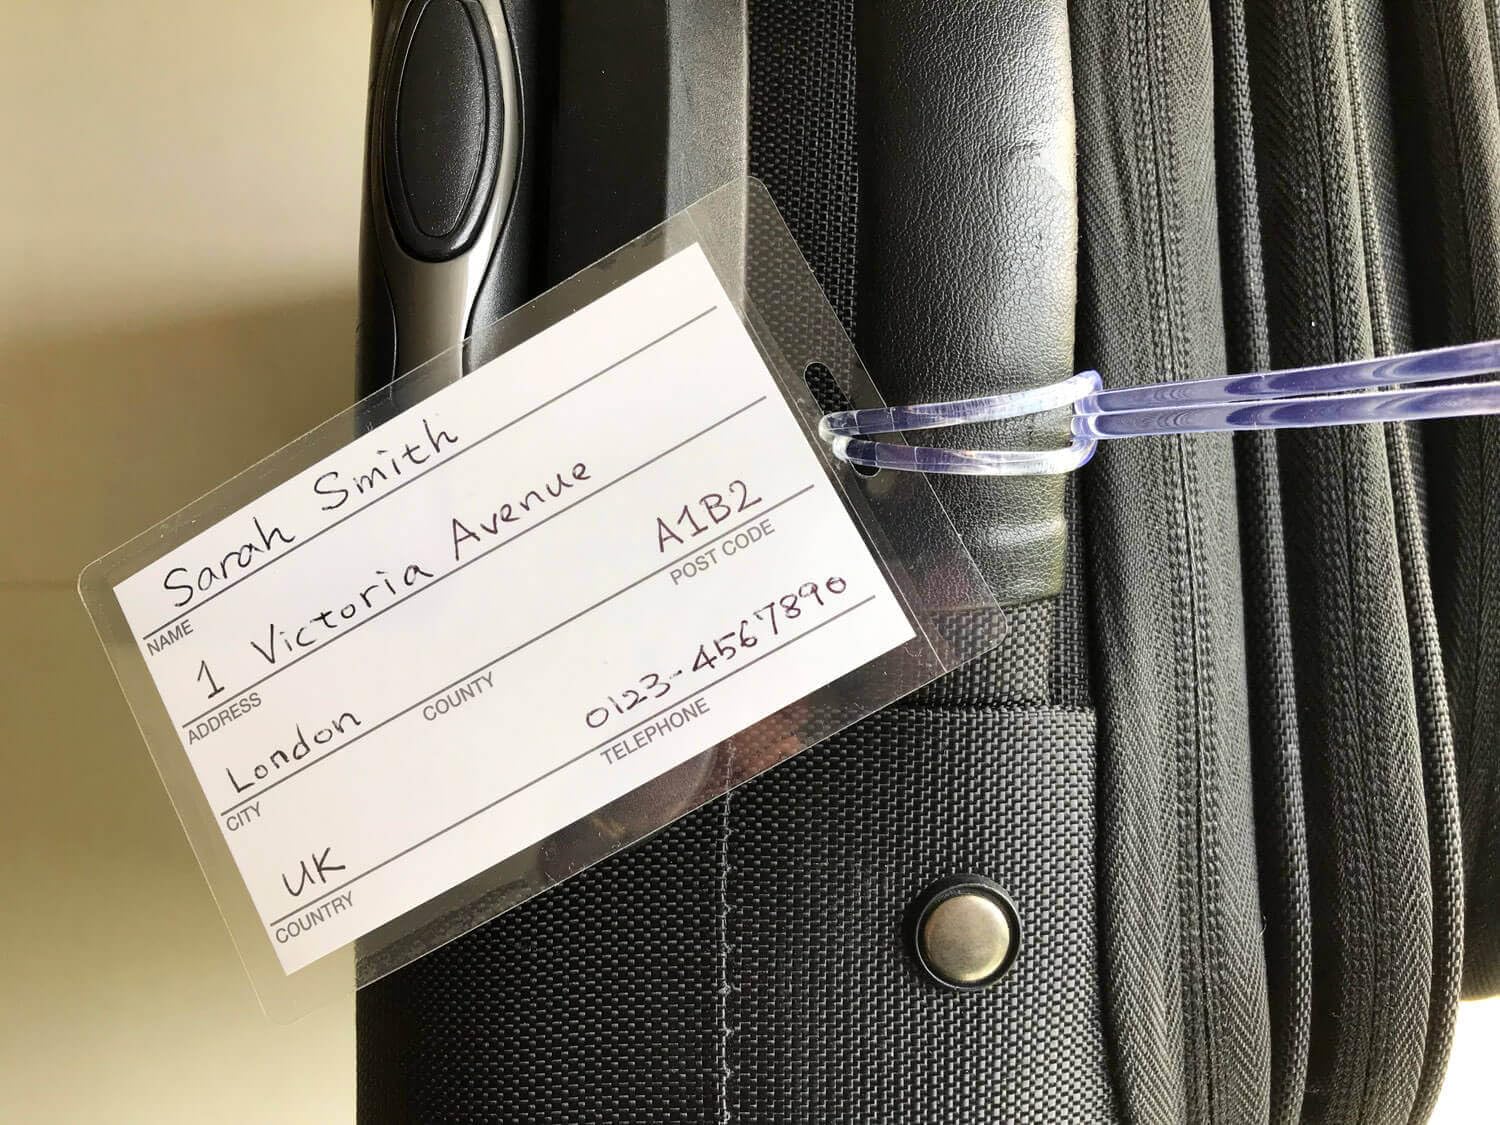 Sarah Smith
NAME
1 Victoria Avenue
ADDRESS
London A1B2
CITY COUNTY POST CODE
UK 0123-4567890
COUNTRY TELEPHONE